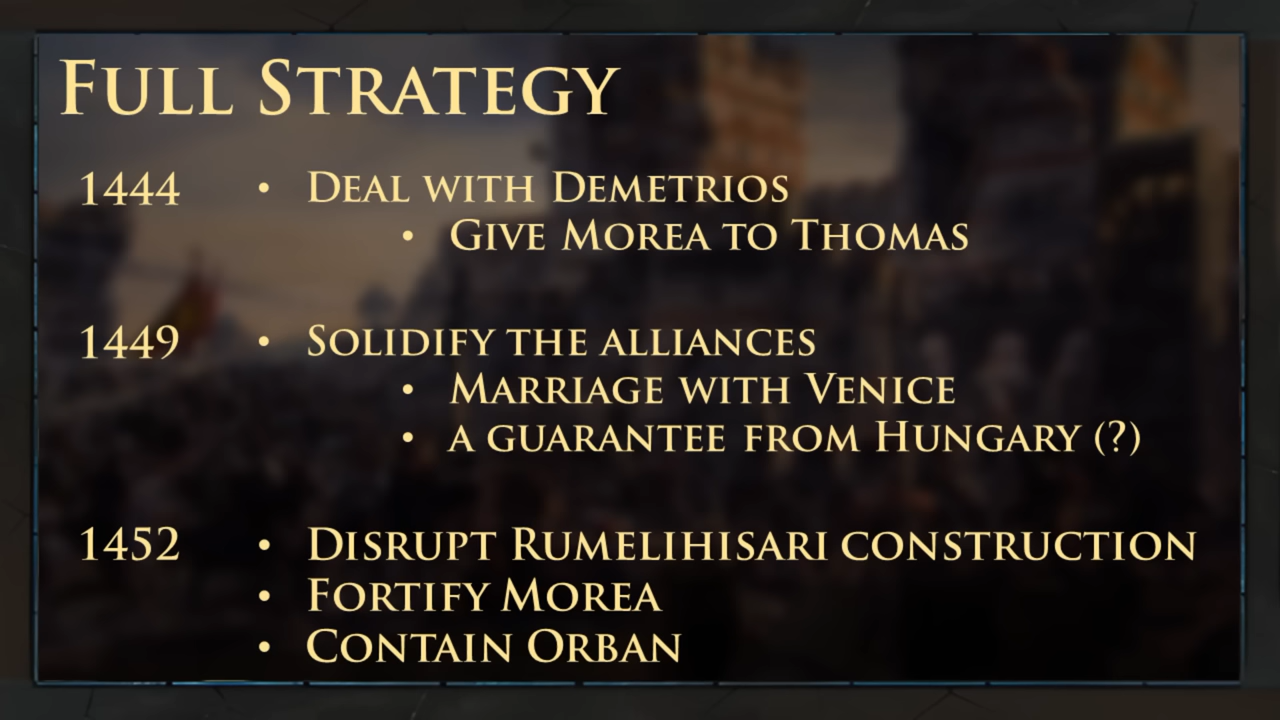 Full Strategy
1444 • Deal with Demetrios
• Give Morea to Thomas
1449 • Solidify the alliances
• Marriage with Venice
• a guarantee from Hungary (?)
1452 • Disrupt Rumelihisari construction
• Fortify Morea
• Contain Orban